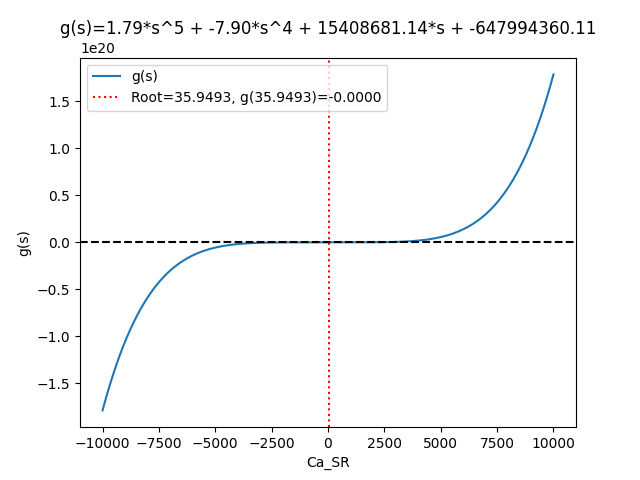 g(s)=1.79*s^5 + -7.90*s^4 + 15408681.14*s + -647994360.11
1e20
g(s)
Root=35.9493, g(35.9493)=-0.0000
1.5
1.0
0.5
0.0
−0.5
−1.0
−1.5
g(s)
−10000 −7500 −5000 −2500 0 2500 5000 7500 10000
Ca_SR